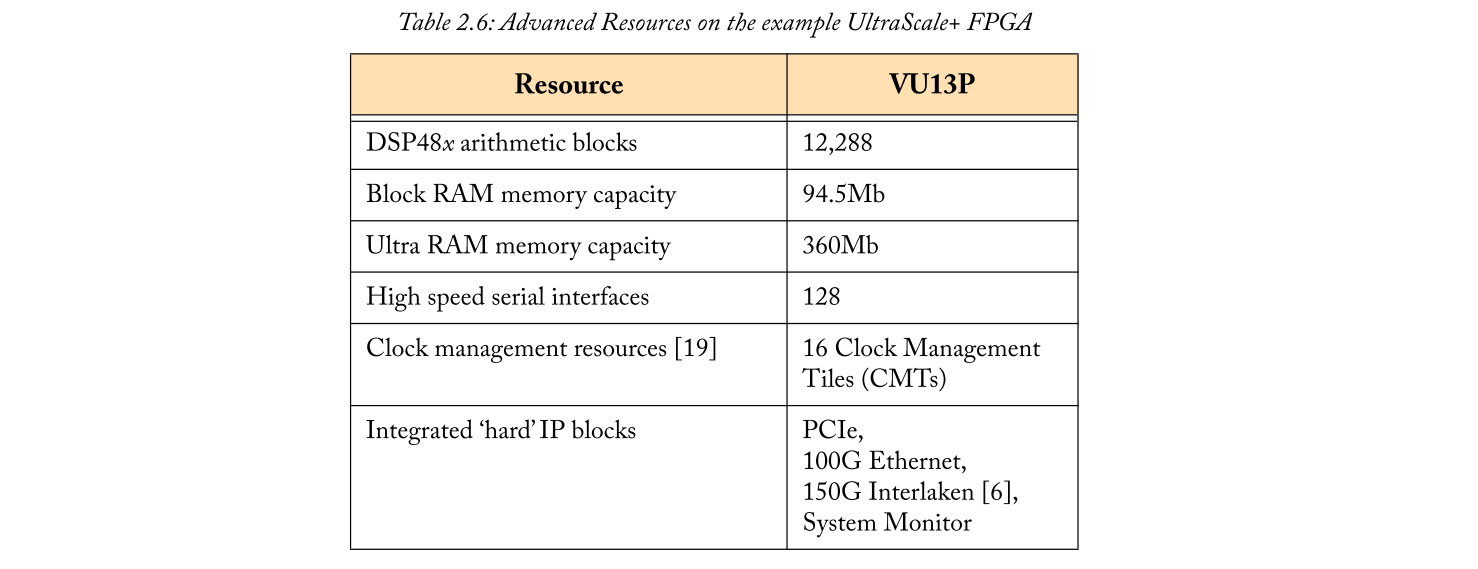 Table 2.6: Advanced Resources on the example UltraScale+ FPGA
Resource VU13P
DSP48x arithmetic blocks 12,288
Block RAM memory capacity 94.5Mb
Ultra RAM memory capacity 360Mb
High speed serial interfaces 128
Clock management resources [19] 16 Clock Management
Tiles (CMTs)
Integrated ‘hard’ IP blocks PCIe,
100G Ethernet,
150G Interlaken [6],
System Monitor